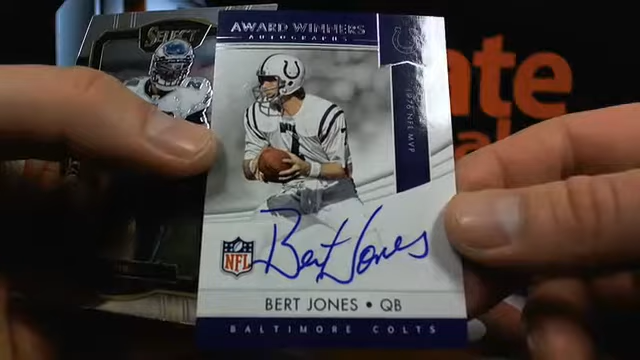 AWARD WINNERS
AUTOGRAPHS
SELECT
1976 NFL MVP
ate
Bert Jones
NFL
BERT JONES • QB
BALTIMORE COLTS